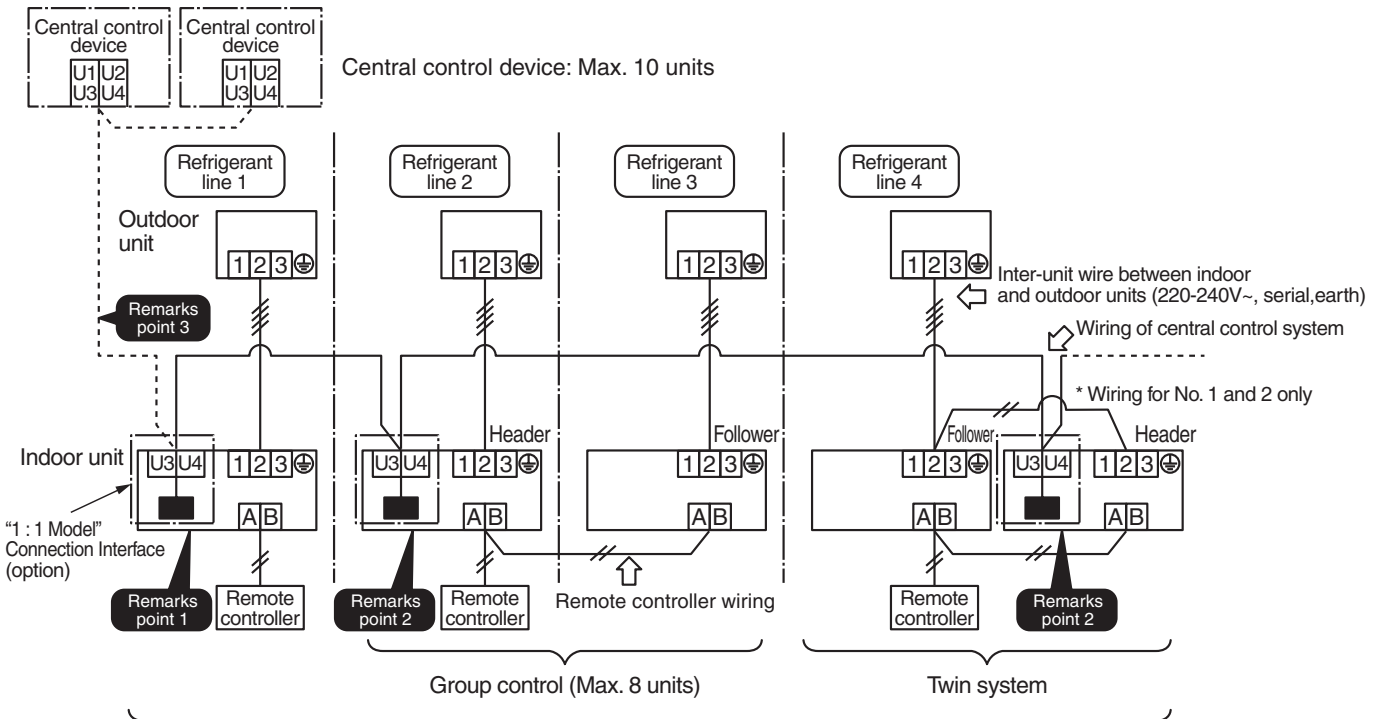 Central control
device
U1 U2
U3 U4
Central control
device
U1 U2
U3 U4
Central control device: Max. 10 units
Refrigerant
line 1
Refrigerant
line 2
Refrigerant
line 3
Refrigerant
line 4
Outdoor
unit
1 2 3
1 2 3
1 2 3
1 2 3
Inter-unit wire between indoor
and outdoor units (220-240V~, serial,earth)
Remarks
point 3
Wiring of central control system
* Wiring for No. 1 and 2 only
Header
Follower
Follower
Header
Indoor unit
U3 U4
1 2 3
U3 U4
1 2 3
1 2 3
1 2 3
U3 U4
1 2 3
A B
A B
A B
A B
A B
"1 : 1 Model"
Connection Interface
(option)
Remarks
point 1
Remote
controller
Remarks
point 2
Remote
controller
Remote controller wiring
Remote
controller
Remarks
point 2
Group control (Max. 8 units)
Twin system